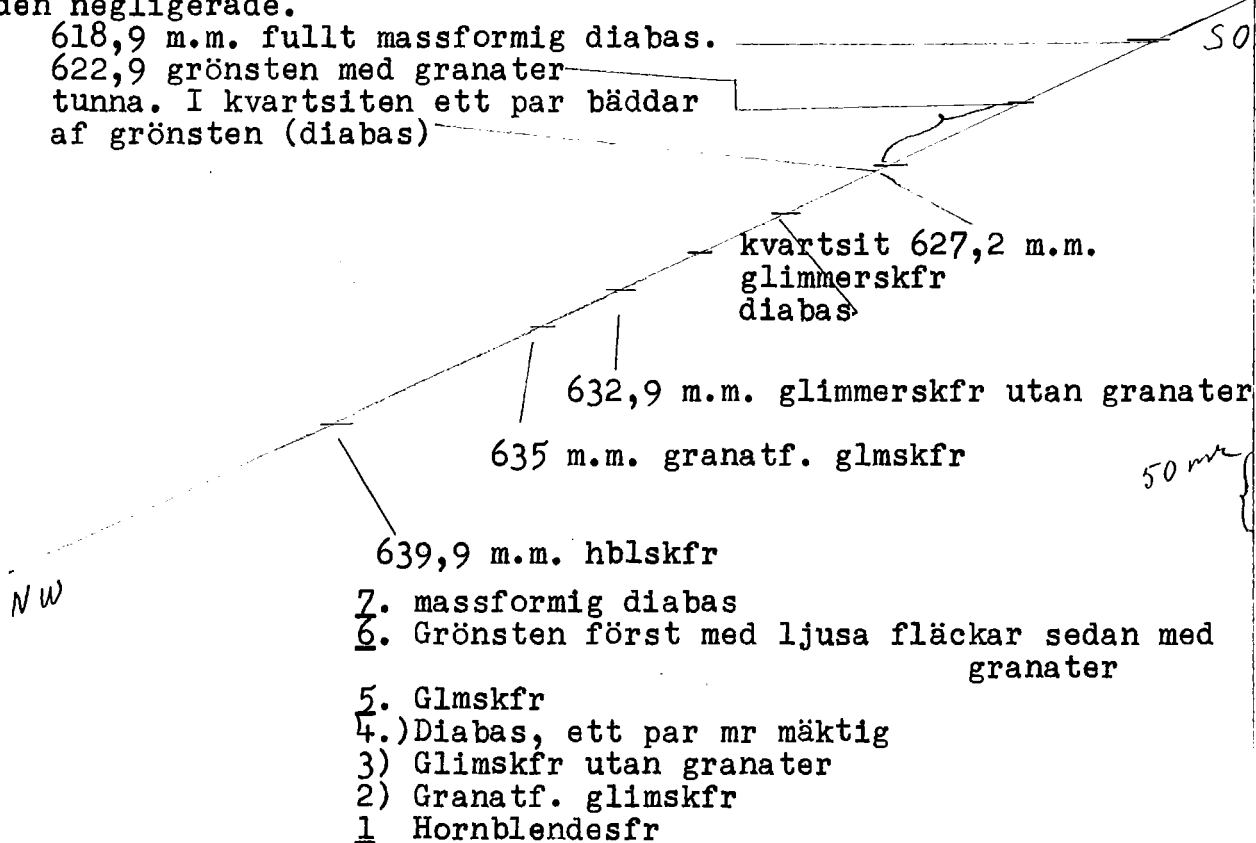 den negligerade.
618,9 m.m. fullt massformig diabas.
SO
622,9 grönsten med granater
tunna. I kvartsiten ett par bäddar
af grönsten (diabas)
kvartsit 627,2 m.m.
glimmerskfr
diabas
632,9 m.m. glimmerskfr utan granater
635 m.m. granatf. glmskfr
50 mr
639,9 m.m. hblskfr
NW
7. massformig diabas
6. Grönsten först med ljusa fläckar sedan med
granater
5. Glmskfr
4.)Diabas, ett par mr mäktig
3) Glimskfr utan granater
2) Granatf. glimskfr
1 Hornblendesfr